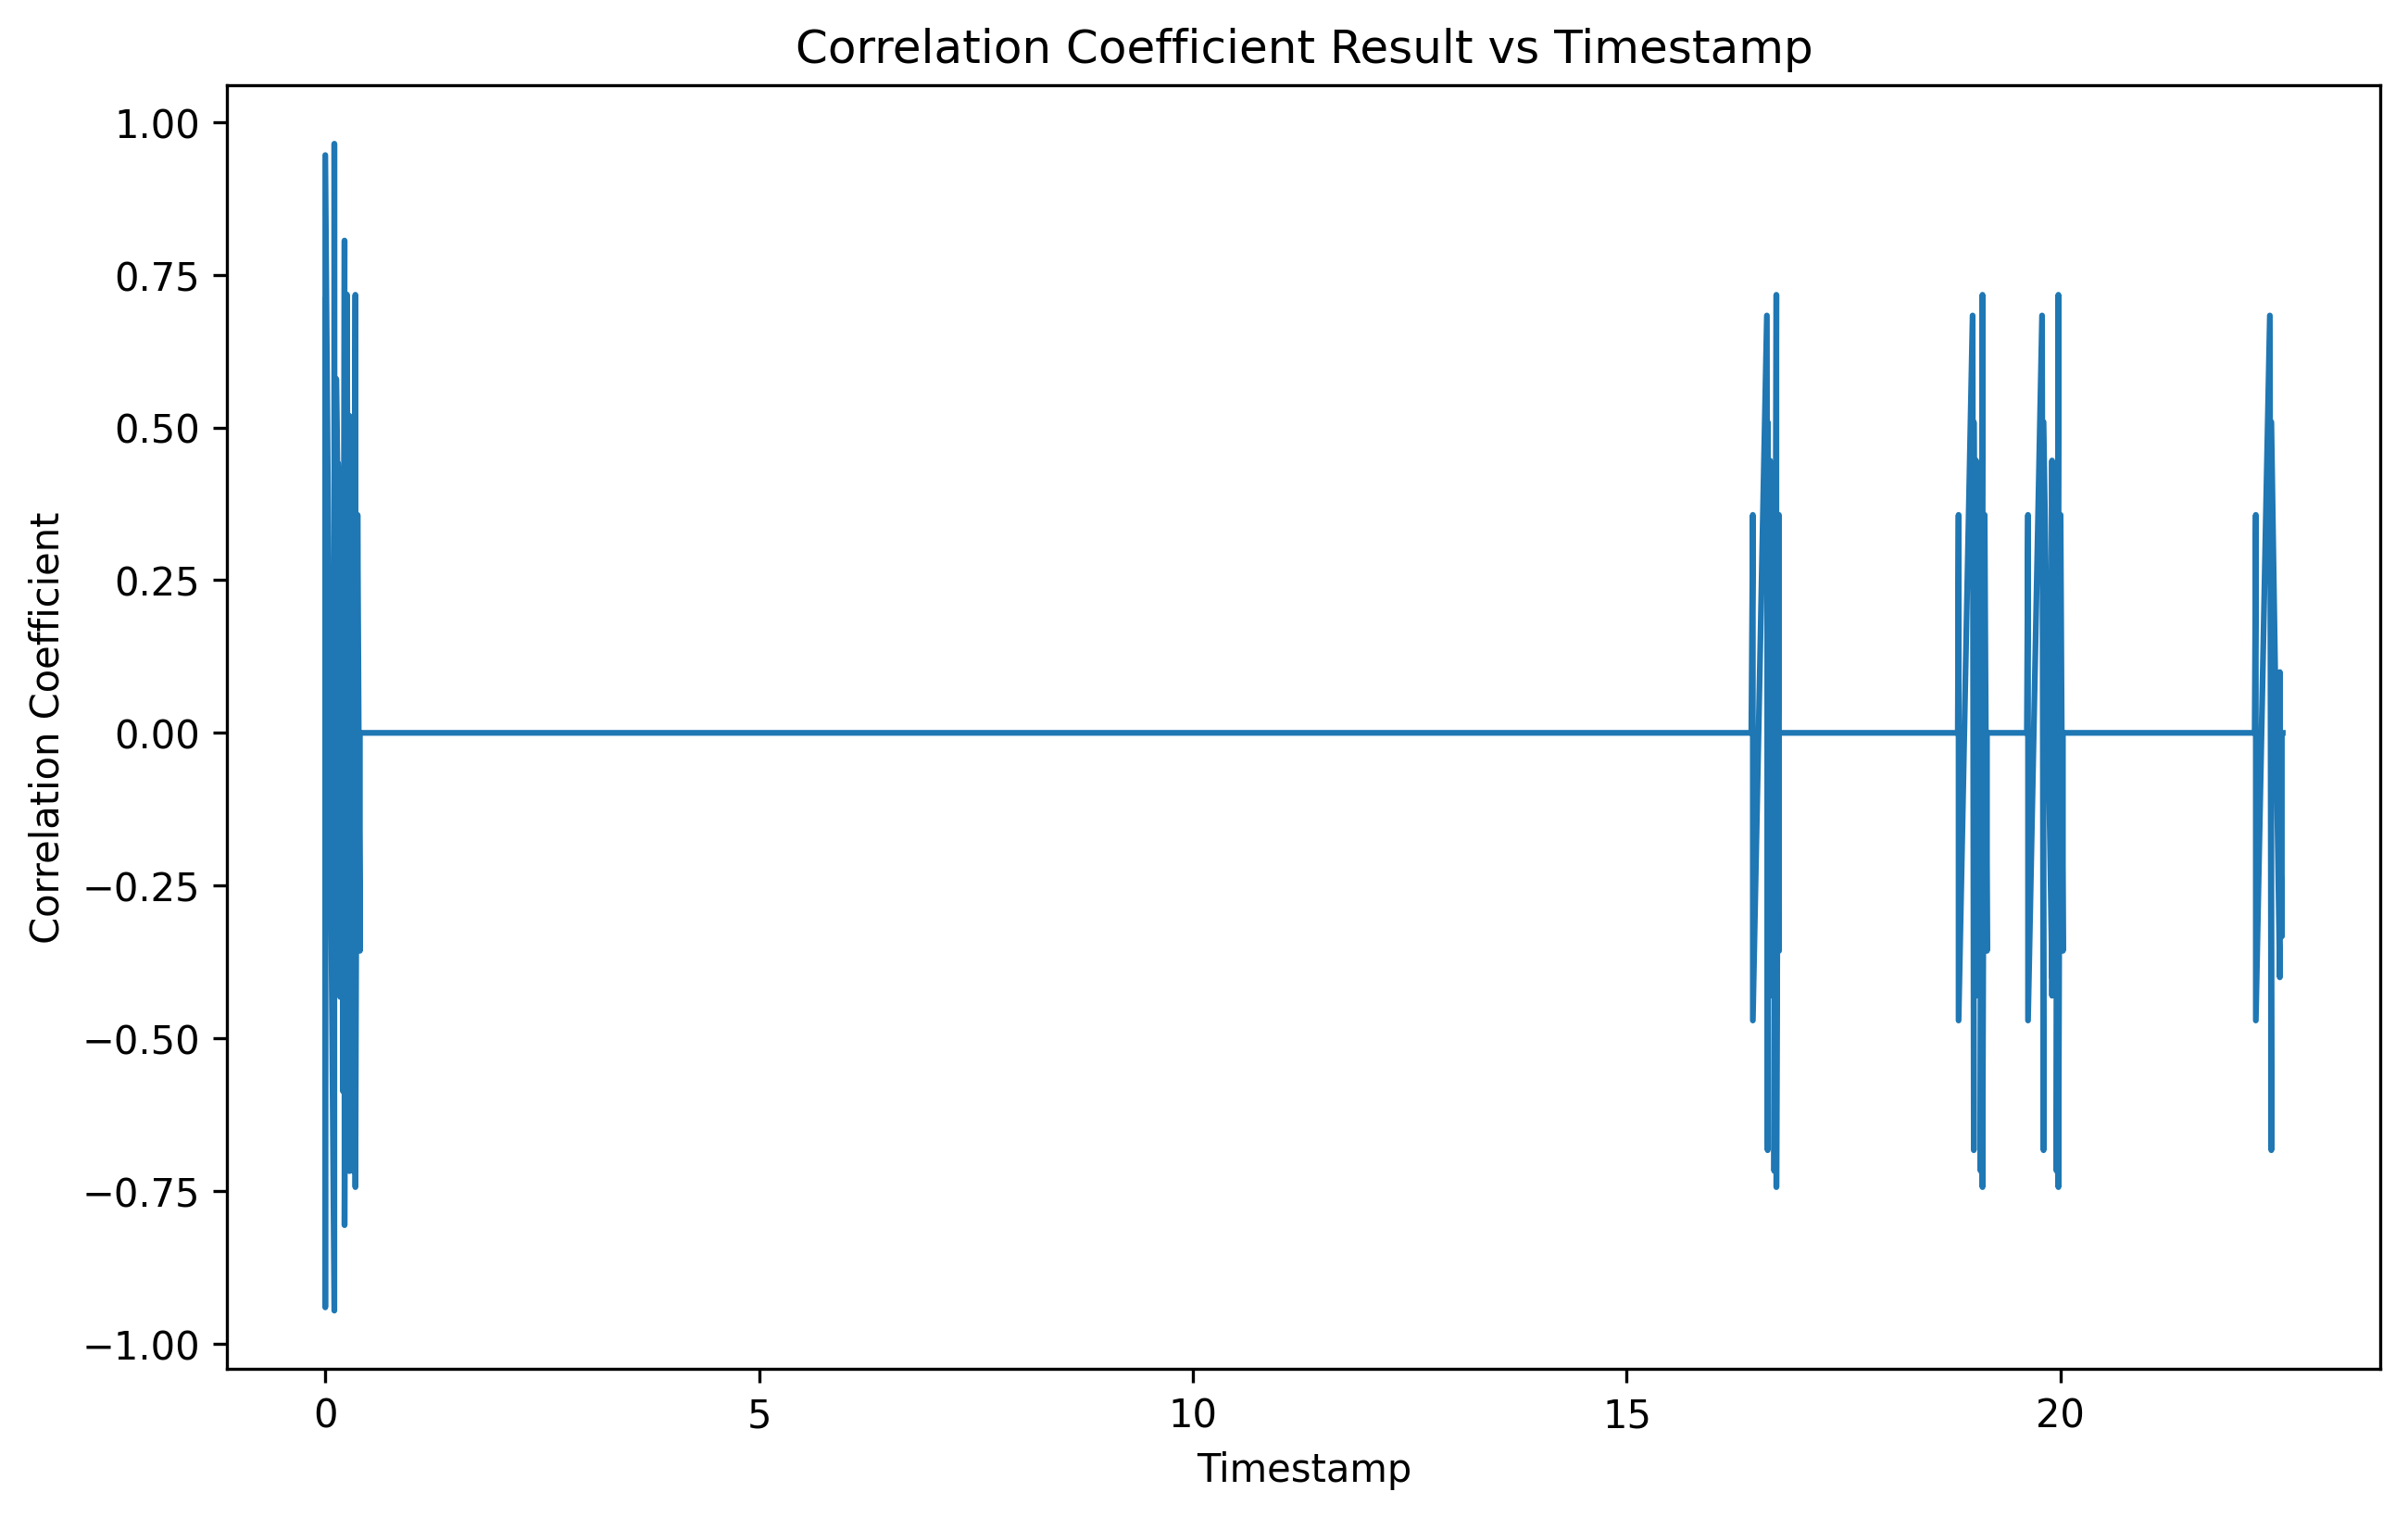 Correlation Coefficient Result vs Timestamp
1.00
0.75
0.50
0.25
0.00
−0.25
−0.50
−0.75
−1.00
Correlation Coefficient
0 5 10 15 20
Timestamp